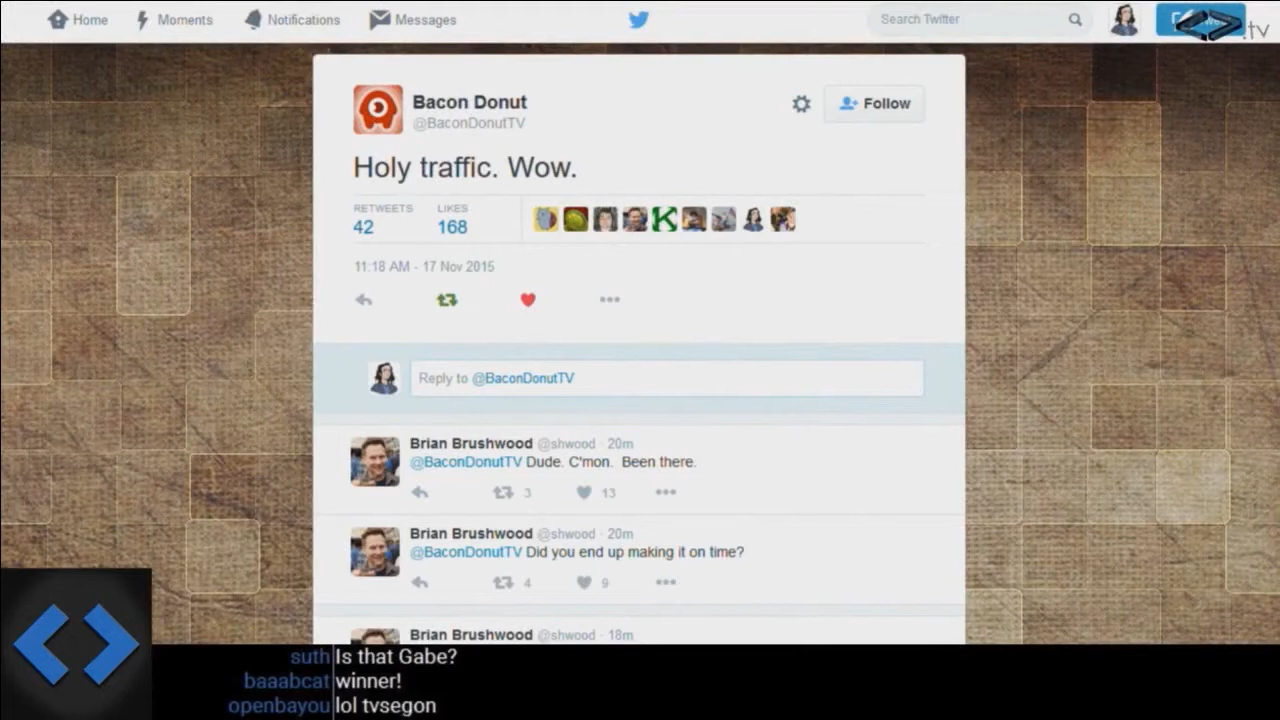 Home Moments Notifications Messages Search Twitter
.tv
Bacon Donut
@BaconDonutTV
Follow
Holy traffic. Wow.
RETWEETS LIKES
42 168
11:18 AM - 17 Nov 2015
Reply to @BaconDonutTV
Brian Brushwood @shwood · 20m
@BaconDonutTV Dude. C'mon. Been there.
3 13
Brian Brushwood @shwood · 20m
@BaconDonutTV Did you end up making it on time?
4 9
Brian Brushwood @shwood · 18m
suth Is that Gabe?
baaabcat winner!
openbayou lol tvsegon